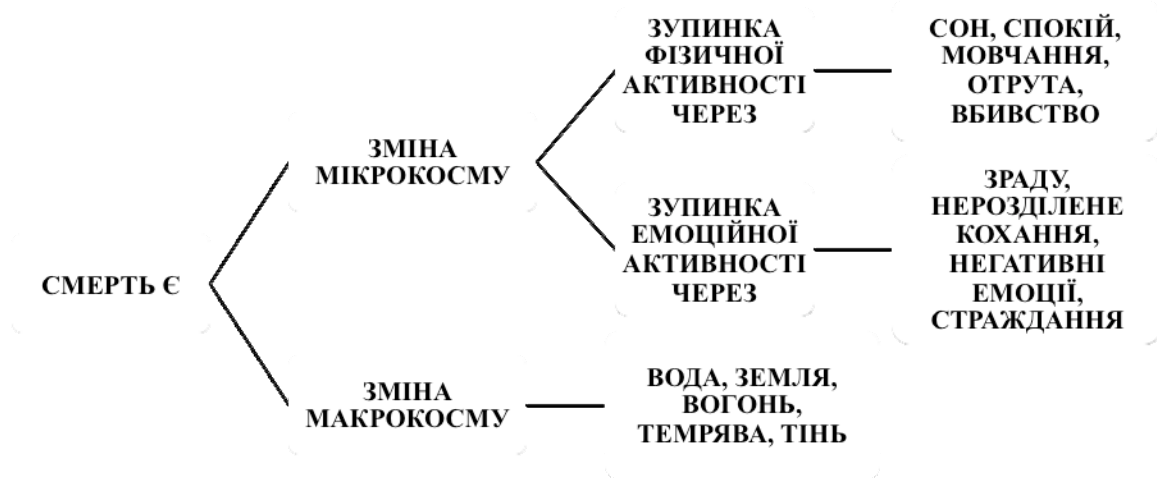 СМЕРТЬ Є
ЗМІНА
МІКРОКОСМУ
ЗУПИНКА
ФІЗИЧНОЇ
АКТИВНОСТІ
ЧЕРЕЗ
СОН, СПОКІЙ,
МОВЧАННЯ,
ОТРУТА,
ВБИВСТВО
ЗУПИНКА
ЕМОЦІЙНОЇ
АКТИВНОСТІ
ЧЕРЕЗ
ЗРАДУ,
НЕРОЗДІЛЕНЕ
КОХАННЯ,
НЕГАТИВНІ
ЕМОЦІЇ,
СТРАЖДАННЯ
ЗМІНА
МАКРОКОСМУ
ВОДА, ЗЕМЛЯ,
ВОГОНЬ,
ТЕМРЯВА, ТІНЬ